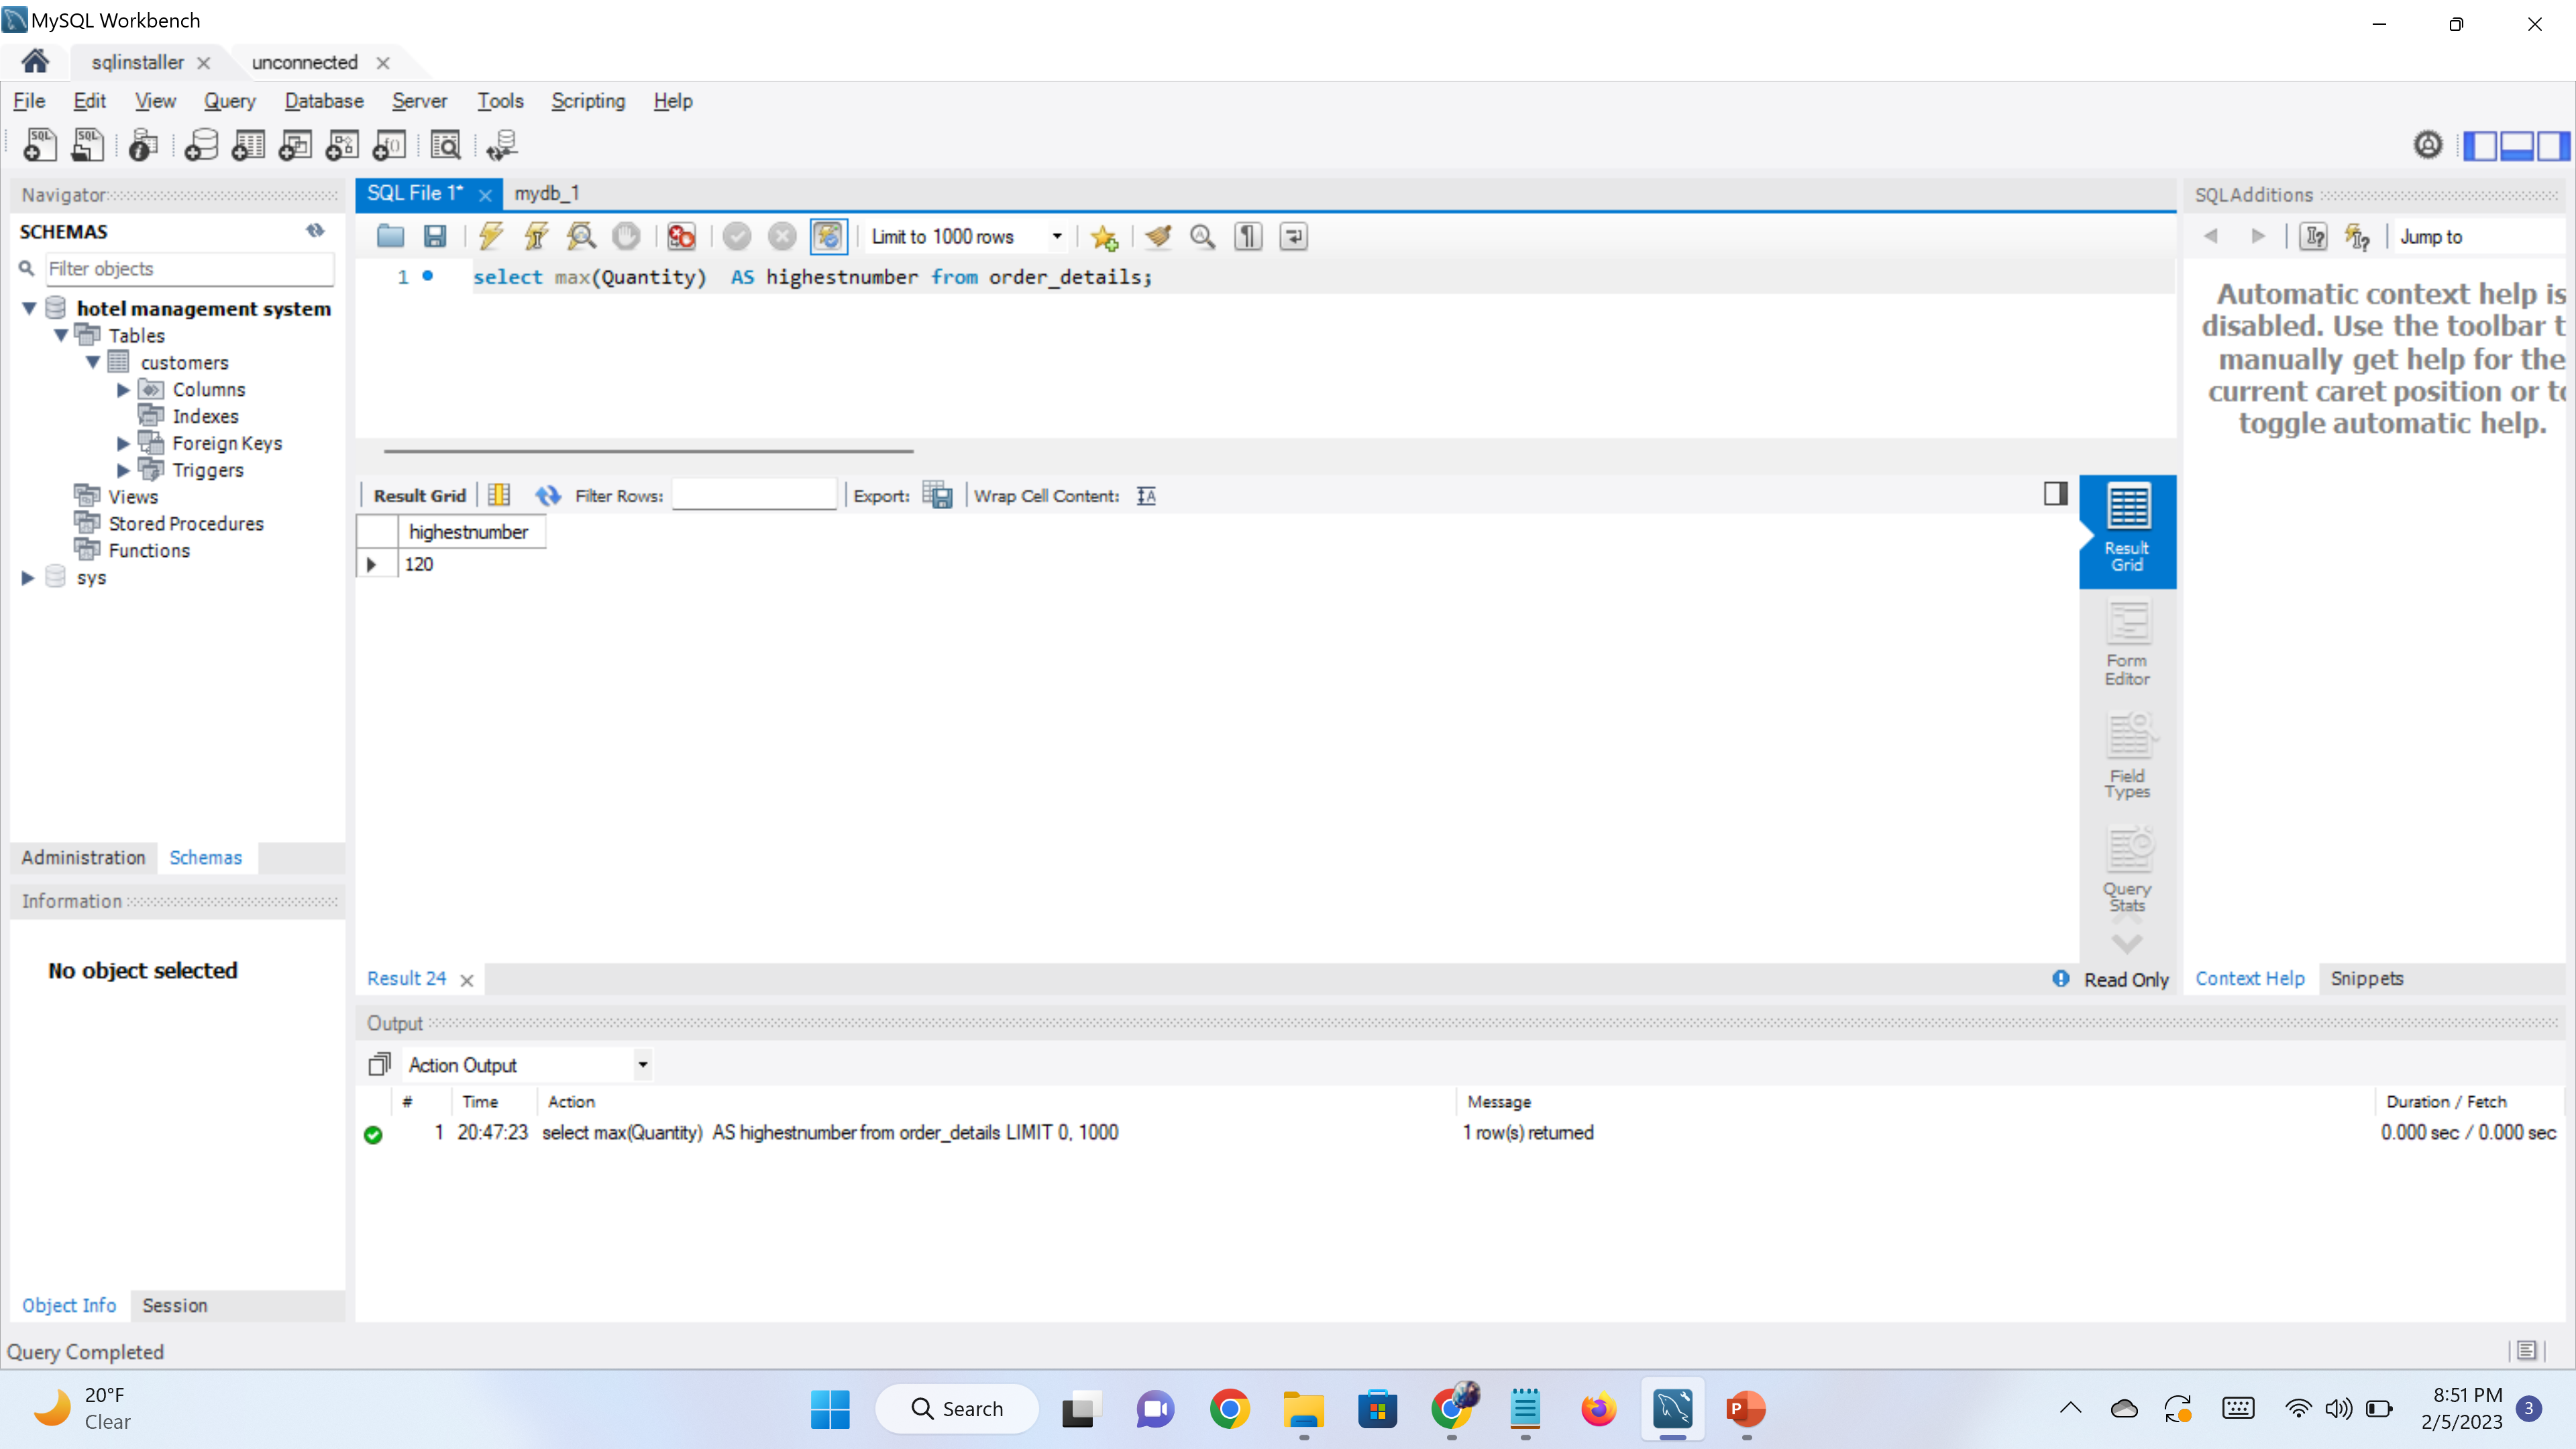 MySQL Workbench
sqlinstaller
unconnected
File Edit View Query Database Server Tools Scripting Help
Navigator
SCHEMAS
Filter objects
hotel management system
Tables
customers
Columns
Indexes
Foreign Keys
Triggers
Views
Stored Procedures
Functions
sys
Administration Schemas
Information
No object selected
Object Info Session
SQL File 1* mydb_1
Limit to 1000 rows
1 select max(Quantity)  AS highestnumber from order_details;
Result Grid Filter Rows: Export: Wrap Cell Content:
highestnumber
120
Result
Grid
Form
Editor
Field
Types
Query
Stats
Result 24
Read Only
SQLAdditions
Jump to
Automatic context help is
disabled. Use the toolbar t
manually get help for the
current caret position or to
toggle automatic help.
Context Help Snippets
Output
Action Output
# Time Action Message Duration / Fetch
1 20:47:23 select max(Quantity)  AS highestnumber from order_details LIMIT 0, 1000 1 row(s) returned 0.000 sec / 0.000 sec
Query Completed
20°F
Clear
Search
8:51 PM
2/5/2023
3